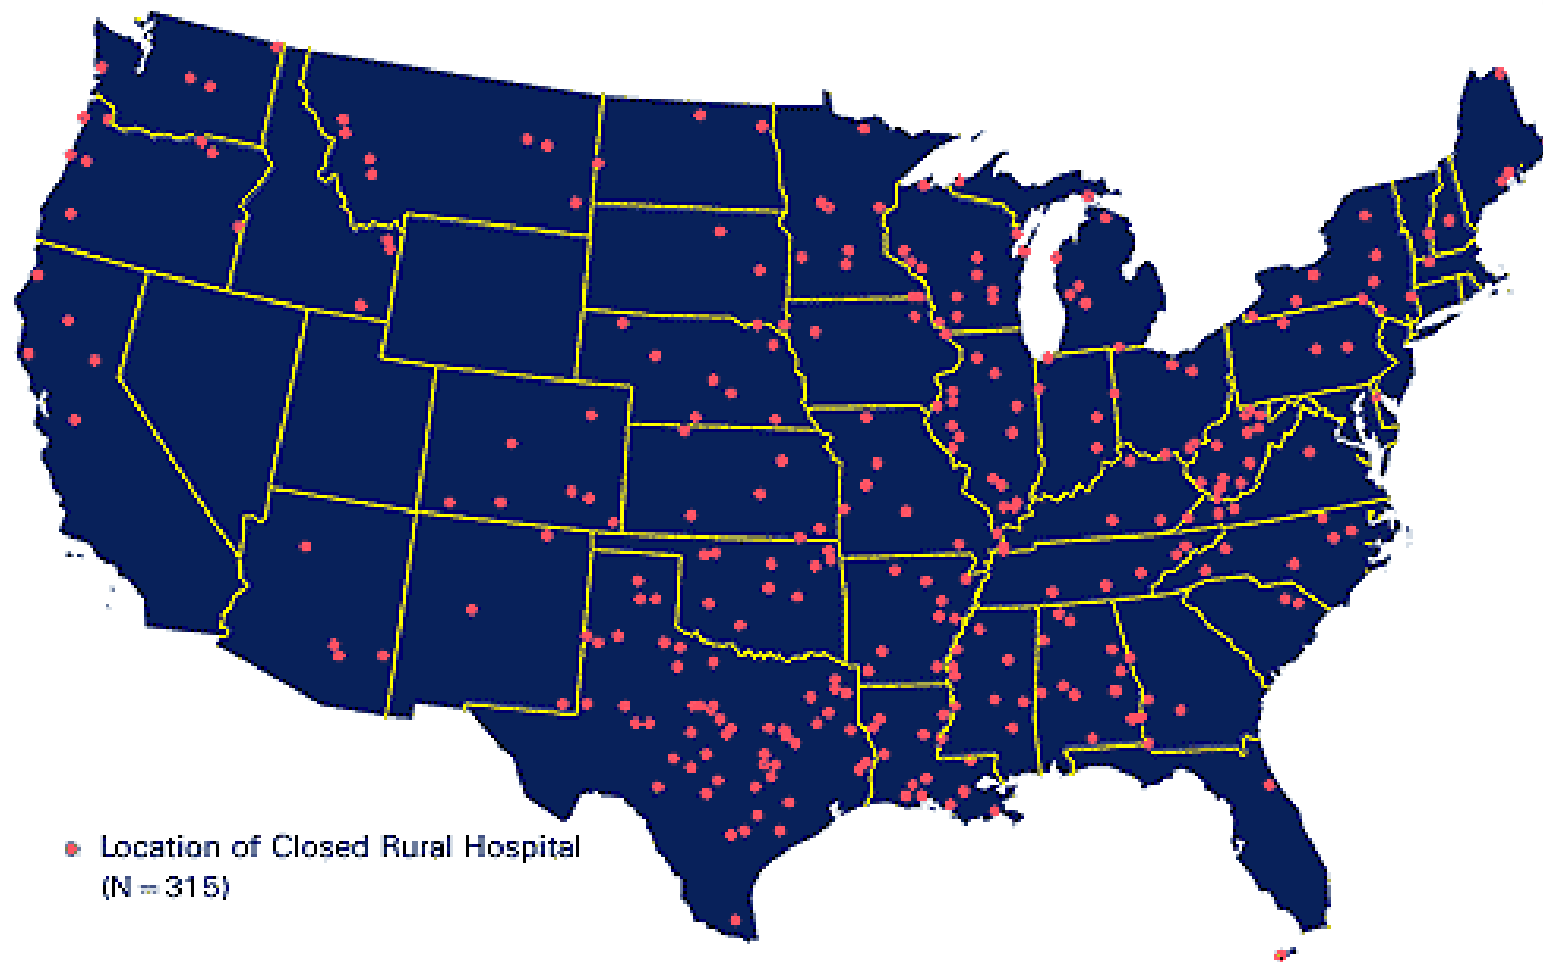 Location of Closed Rural Hospital
(N = 315)